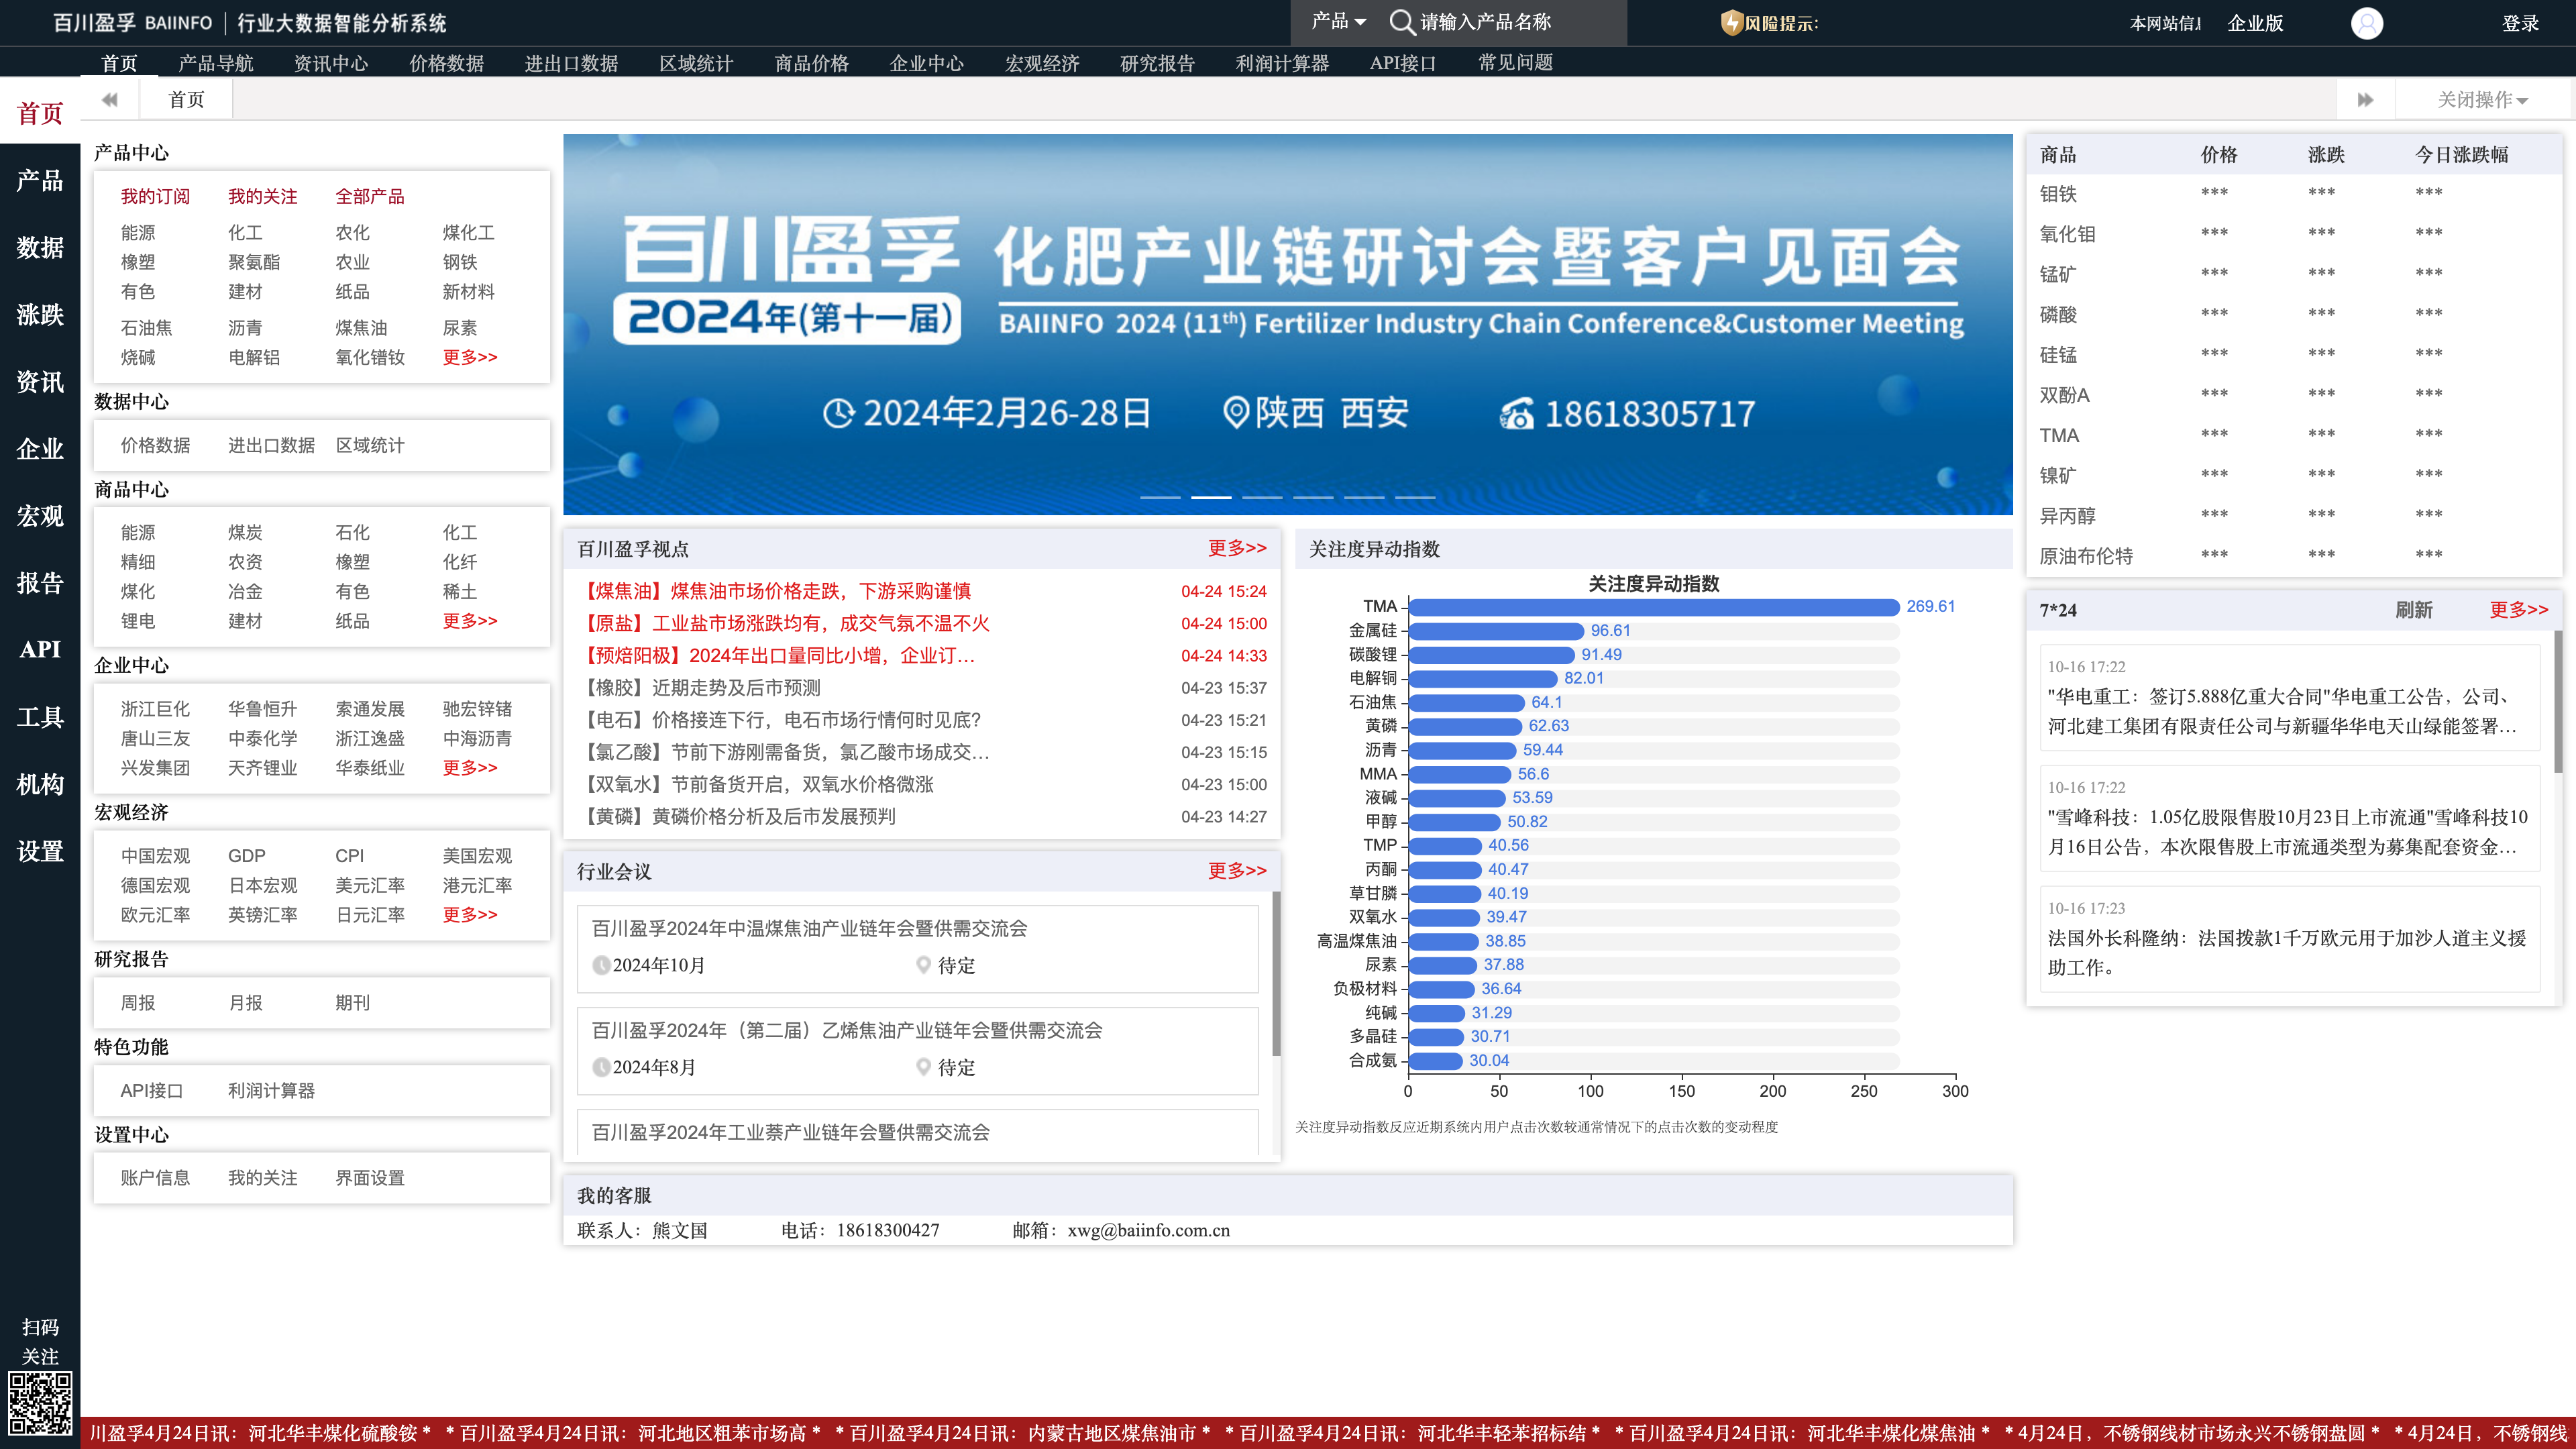 百川盈孚 BAIINFO | 行业大数据智能分析系统
产品
请输入产品名称
风险提示：
本网站信
企业版
登录
首页 产品导航 资讯中心 价格数据 进出口数据 区域统计 商品价格 企业中心 宏观经济 研究报告 利润计算器 API接口 常见问题
首页
关闭操作
首页
产品
数据
涨跌
资讯
企业
宏观
报告
API
工具
机构
设置
扫码
关注
产品中心
我的订阅 我的关注 全部产品
能源 化工 农化 煤化工
橡塑 聚氨酯 农业 钢铁
有色 建材 纸品 新材料
石油焦 沥青 煤焦油 尿素
烧碱 电解铝 氧化镨钕 更多>>
数据中心
价格数据 进出口数据 区域统计
商品中心
能源 煤炭 石化 化工
精细 农资 橡塑 化纤
煤化 冶金 有色 稀土
锂电 建材 纸品 更多>>
企业中心
浙江巨化 华鲁恒升 索通发展 驰宏锌锗
唐山三友 中泰化学 浙江逸盛 中海沥青
兴发集团 天齐锂业 华泰纸业 更多>>
宏观经济
中国宏观 GDP CPI 美国宏观
德国宏观 日本宏观 美元汇率 港元汇率
欧元汇率 英镑汇率 日元汇率 更多>>
研究报告
周报 月报 期刊
特色功能
API接口 利润计算器
设置中心
账户信息 我的关注 界面设置
百川盈孚 化肥产业链研讨会暨客户见面会
2024年(第十一届) BAIINFO 2024 (11th) Fertilizer Industry Chain Conference&Customer Meeting
2024年2月26-28日 陕西 西安 18618305717
百川盈孚视点 更多>>
【煤焦油】煤焦油市场价格走跌，下游采购谨慎 04-24 15:24
【原盐】工业盐市场涨跌均有，成交气氛不温不火 04-24 15:00
【预焙阳极】2024年出口量同比小增，企业订... 04-24 14:33
【橡胶】近期走势及后市预测 04-23 15:37
【电石】价格接连下行，电石市场行情何时见底? 04-23 15:21
【氯乙酸】节前下游刚需备货，氯乙酸市场成交... 04-23 15:15
【双氧水】节前备货开启，双氧水价格微涨 04-23 15:00
【黄磷】黄磷价格分析及后市发展预判 04-23 14:27
行业会议 更多>>
百川盈孚2024年中温煤焦油产业链年会暨供需交流会
2024年10月 待定
百川盈孚2024年（第二届）乙烯焦油产业链年会暨供需交流会
2024年8月 待定
百川盈孚2024年工业萘产业链年会暨供需交流会
关注度异动指数
关注度异动指数
TMA 269.61
金属硅 96.61
碳酸锂 91.49
电解铜 82.01
石油焦 64.1
黄磷 62.63
沥青 59.44
MMA 56.6
液碱 53.59
甲醇 50.82
TMP 40.56
丙酮 40.47
草甘膦 40.19
双氧水 39.47
高温煤焦油 38.85
尿素 37.88
负极材料 36.64
纯碱 31.29
多晶硅 30.71
合成氨 30.04
0 50 100 150 200 250 300
关注度异动指数反应近期系统内用户点击次数较通常情况下的点击次数的变动程度
我的客服
联系人：熊文国 电话：18618300427 邮箱：xwg@baiinfo.com.cn
商品 价格 涨跌 今日涨跌幅
钼铁 *** *** ***
氧化钼 *** *** ***
锰矿 *** *** ***
磷酸 *** *** ***
硅锰 *** *** ***
双酚A *** *** ***
TMA *** *** ***
镍矿 *** *** ***
异丙醇 *** *** ***
原油布伦特 *** *** ***
7*24 刷新 更多>>
10-16 17:22
"华电重工：签订5.888亿重大合同"华电重工公告，公司、
河北建工集团有限责任公司与新疆华华电天山绿能签署...
10-16 17:22
"雪峰科技：1.05亿股限售股10月23日上市流通"雪峰科技10
月16日公告，本次限售股上市流通类型为募集配套资金...
10-16 17:23
法国外长科隆纳：法国拨款1千万欧元用于加沙人道主义援
助工作。
川盈孚4月24日讯：河北华丰煤化硫酸铵 * * 百川盈孚4月24日讯：河北地区粗苯市场高 * * 百川盈孚4月24日讯：内蒙古地区煤焦油市 * * 百川盈孚4月24日讯：河北华丰轻苯招标结 * * 百川盈孚4月24日讯：河北华丰煤化煤焦油 * * 4月24日，不锈钢线材市场永兴不锈钢盘圆 * * 4月24日，不锈钢线